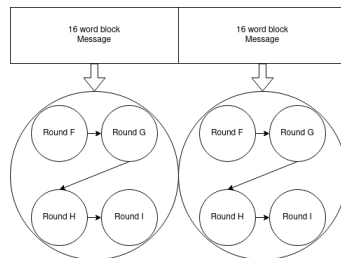 16 word block
Message
16 word block
Message
Round F
Round G
Round F
Round G
Round H
Round I
Round H
Round I